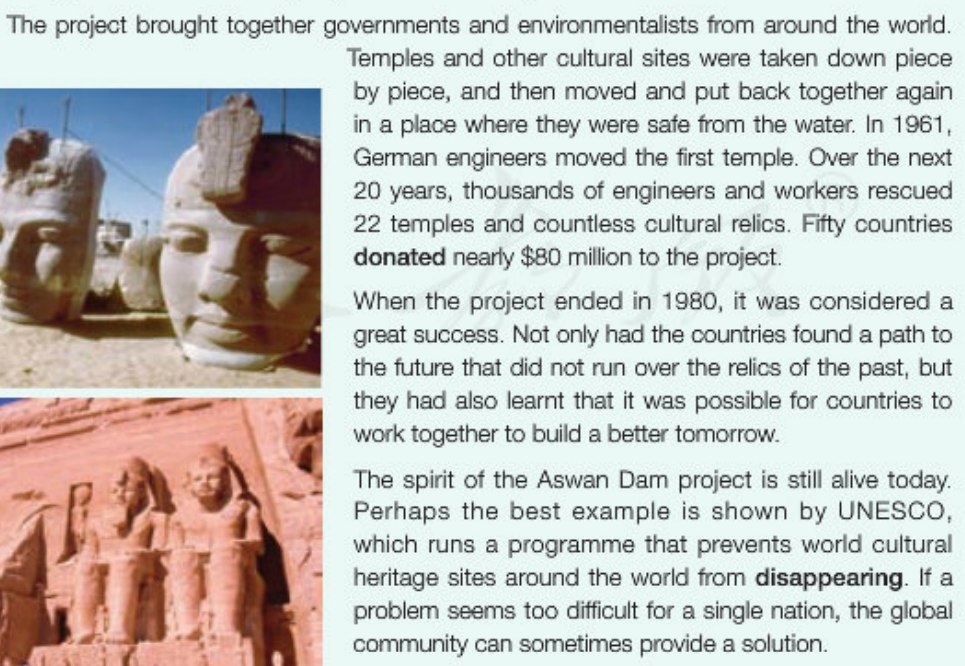 The project brought together governments and environmentalists from around the world.
Temples and other cultural sites were taken down piece
by piece, and then moved and put back together again
in a place where they were safe from the water. In 1961,
German engineers moved the first temple. Over the next
20 years, thousands of engineers and workers rescued
22 temples and countless cultural relics. Fifty countries
donated nearly $80 million to the project.
When the project ended in 1980, it was considered a
great success. Not only had the countries found a path to
the future that did not run over the relics of the past, but
they had also learnt that it was possible for countries to
work together to build a better tomorrow.
The spirit of the Aswan Dam project is still alive today.
Perhaps the best example is shown by UNESCO,
which runs a programme that prevents world cultural
heritage sites around the world from disappearing. If a
problem seems too difficult for a single nation, the global
community can sometimes provide a solution.